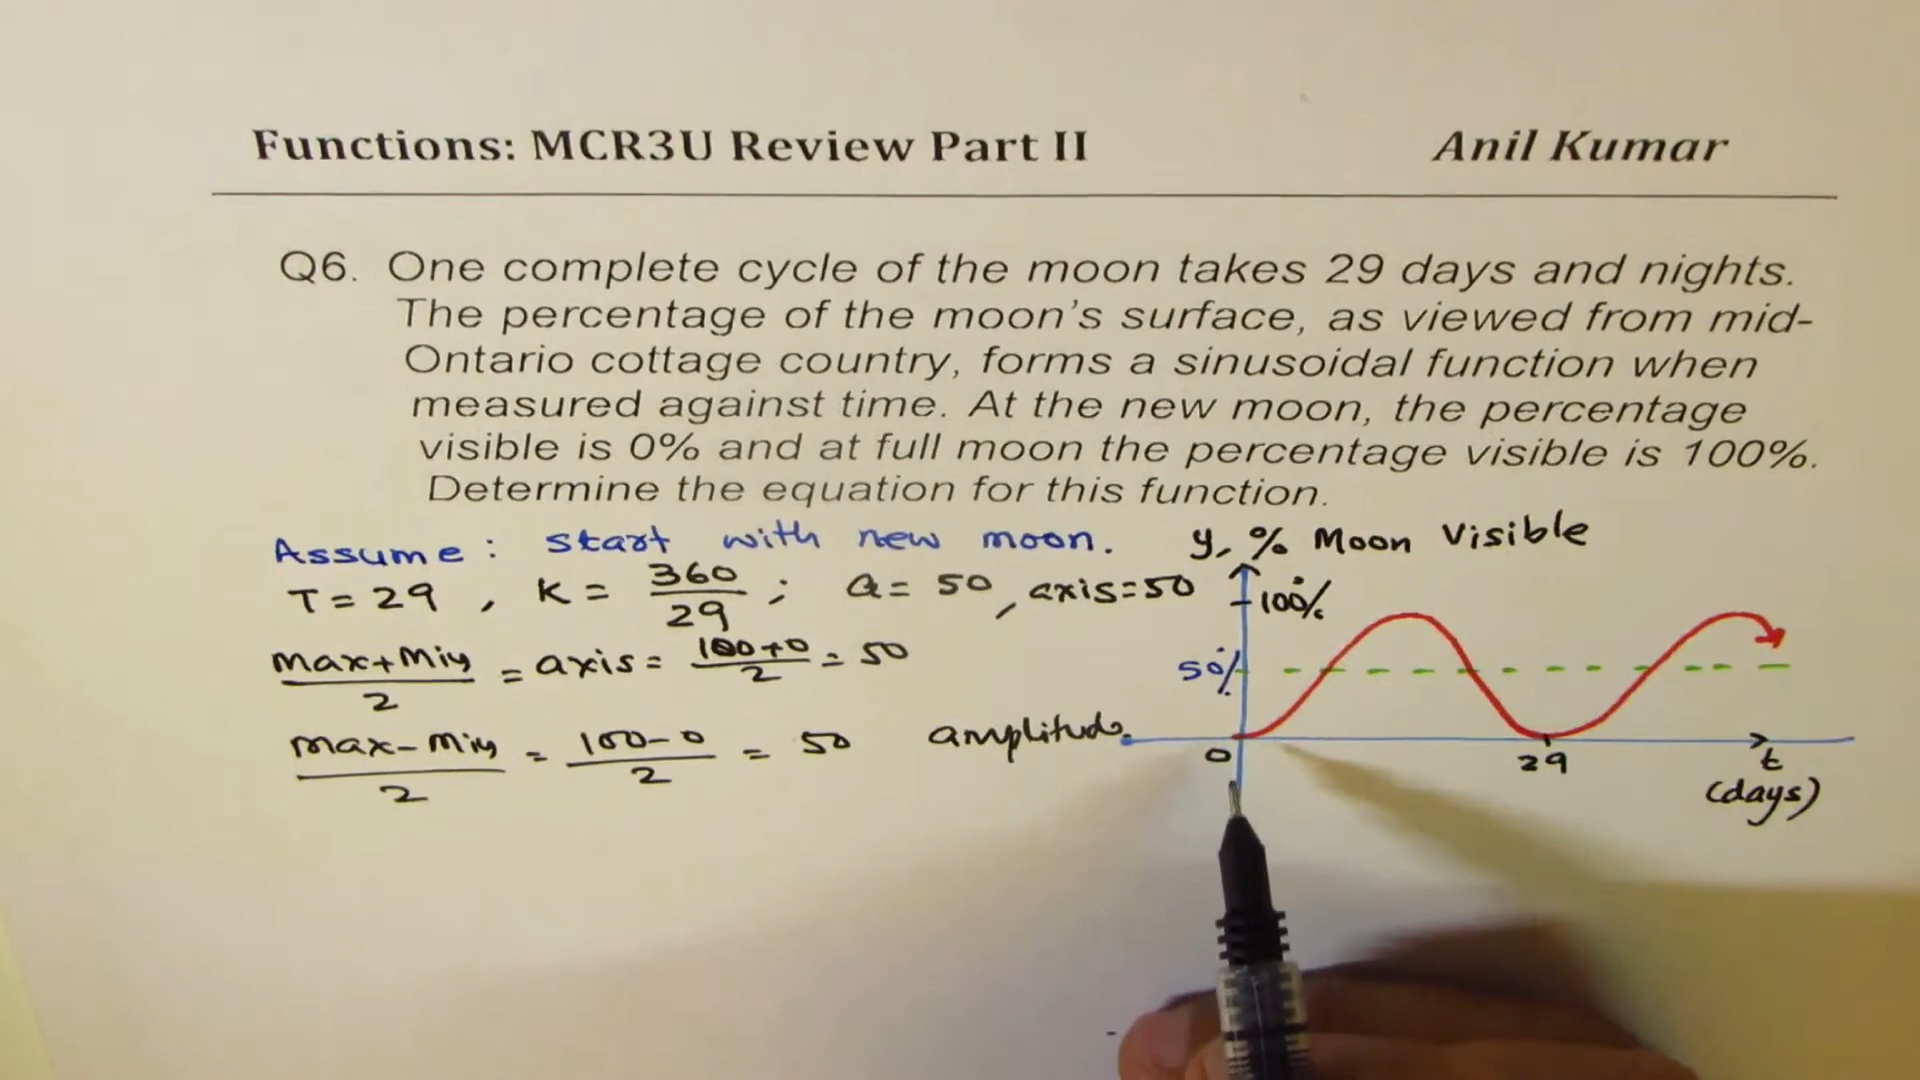 Functions: MCR3U Review Part II Anil Kumar
Q6. One complete cycle of the moon takes 29 days and nights.
The percentage of the moon's surface, as viewed from mid-
Ontario cottage country, forms a sinusoidal function when
measured against time. At the new moon, the percentage
visible is 0% and at full moon the percentage visible is 100%.
Determine the equation for this function.
Assume: start with new moon.
T = 29 , K = 360/29 ; a = 50 , axis = 50
max+min/2 = axis = 100+0/2 = 50
max-min/2 = 100-0/2 = 50 amplitude.
y, % Moon Visible
100%
50%
0 29 t
(days)